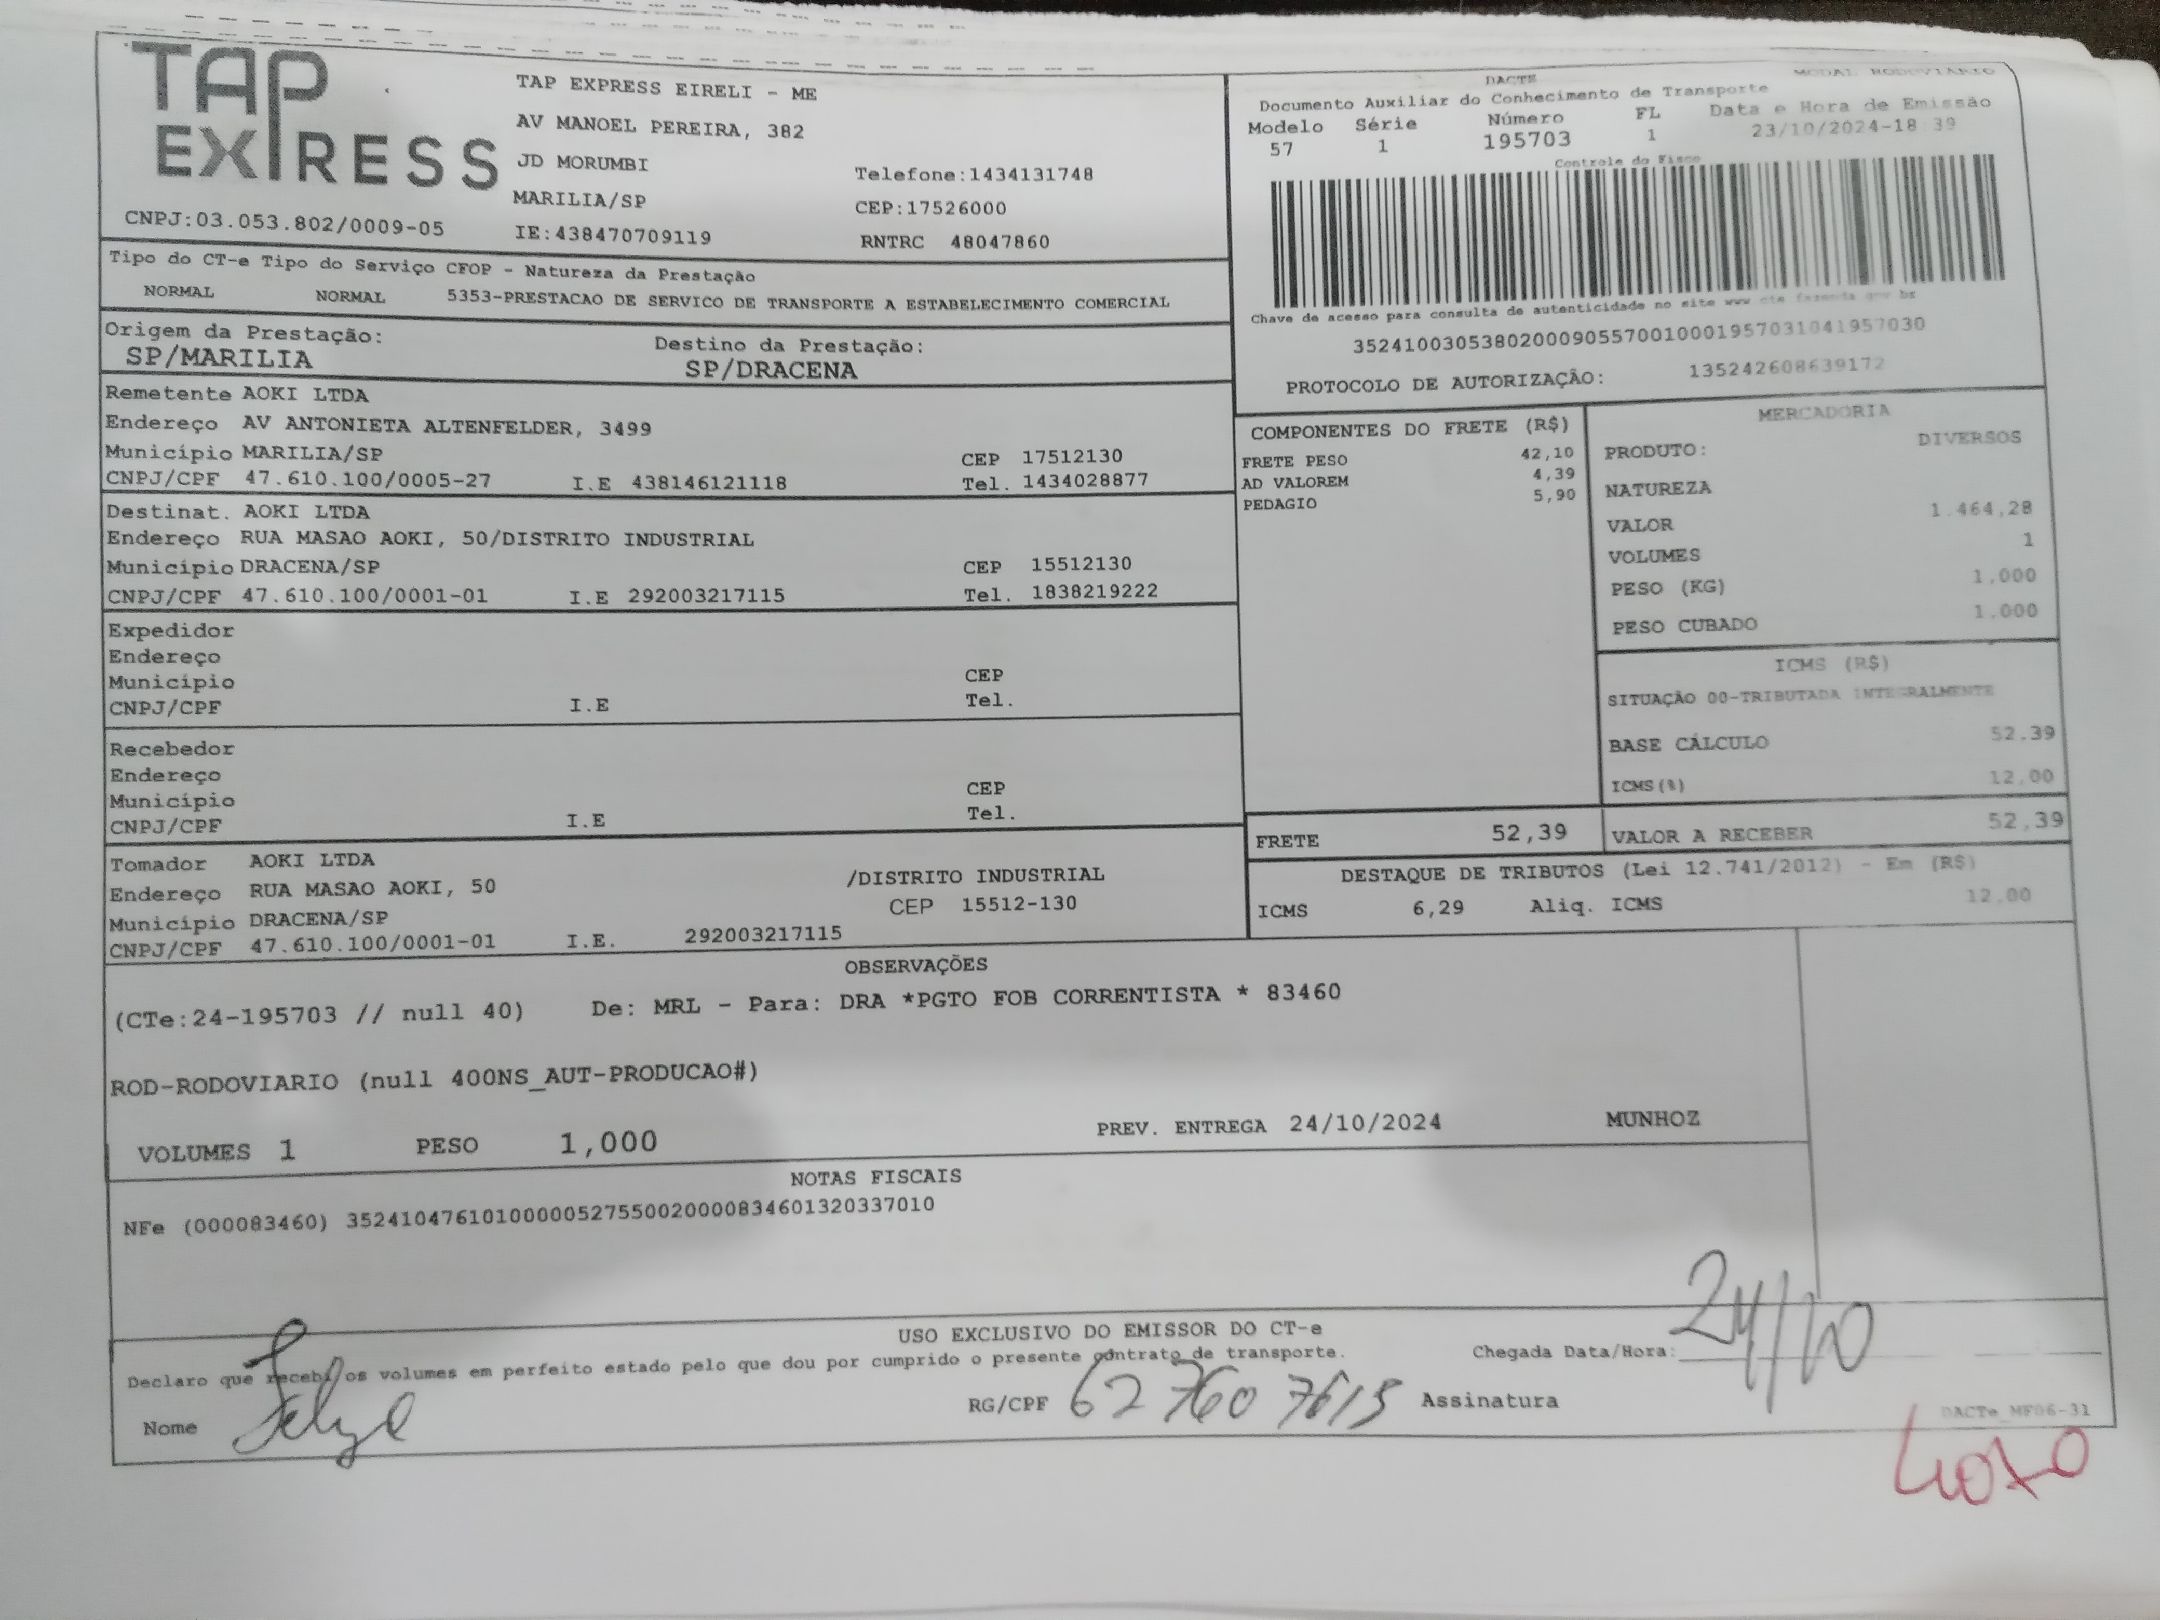 TAP EXPRESS
TAP EXPRESS EIRELI - ME
AV MANOEL PEREIRA, 382
JD MORUMBI Telefone:1434131748
MARILIA/SP CEP:17526000
CNPJ:03.053.802/0009-05 IE:438470709119 RNTRC 48047860
DACTE MODAL RODOVIÁRIO
Documento Auxiliar do Conhecimento de Transporte
Modelo Série Número FL Data e Hora de Emissão
57 1 195703 1 23/10/2024-18:39
Controle do Fisco
Chave de acesso para consulta de autenticidade no site www cte fazenda gov br
35241003053802000905570010001957031041957030
PROTOCOLO DE AUTORIZAÇÃO: 135242608639172
Tipo do CT-e Tipo do Serviço CFOP - Natureza da Prestação
NORMAL NORMAL 5353-PRESTACAO DE SERVICO DE TRANSPORTE A ESTABELECIMENTO COMERCIAL
Origem da Prestação: Destino da Prestação:
SP/MARILIA SP/DRACENA
Remetente AOKI LTDA
Endereço AV ANTONIETA ALTENFELDER, 3499
Município MARILIA/SP CEP 17512130
CNPJ/CPF 47.610.100/0005-27 I.E 438146121118 Tel. 1434028877
Destinat. AOKI LTDA
Endereço RUA MASAO AOKI, 50/DISTRITO INDUSTRIAL
Município DRACENA/SP CEP 15512130
CNPJ/CPF 47.610.100/0001-01 I.E 292003217115 Tel. 1838219222
Expedidor
Endereço
Município CEP
CNPJ/CPF I.E Tel.
Recebedor
Endereço
Município CEP
CNPJ/CPF I.E Tel.
Tomador AOKI LTDA
Endereço RUA MASAO AOKI, 50 /DISTRITO INDUSTRIAL
Município DRACENA/SP CEP 15512-130
CNPJ/CPF 47.610.100/0001-01 I.E. 292003217115
COMPONENTES DO FRETE (R$)
FRETE PESO 42,10
AD VALOREM 4,39
PEDAGIO 5,90
MERCADORIA
PRODUTO: DIVERSOS
NATUREZA
VALOR 1.464,28
VOLUMES 1
PESO (KG) 1,000
PESO CUBADO 1.000
ICMS (R$)
SITUAÇÃO 00-TRIBUTADA INTEGRALMENTE
BASE CÁLCULO 52.39
ICMS(%) 12.00
FRETE 52,39 VALOR A RECEBER 52,39
DESTAQUE DE TRIBUTOS (Lei 12.741/2012) - Em (R$)
ICMS 6,29 Aliq. ICMS 12.00
OBSERVAÇÕES
(CTe:24-195703 // null 40) De: MRL - Para: DRA *PGTO FOB CORRENTISTA * 83460
ROD-RODOVIARIO (null 400NS_AUT-PRODUCAO#)
VOLUMES 1 PESO 1,000 PREV. ENTREGA 24/10/2024 MUNHOZ
NOTAS FISCAIS
NFe (000083460) 35241047610100000527550020000834601320337010
USO EXCLUSIVO DO EMISSOR DO CT-e
Declaro que recebi os volumes em perfeito estado pelo que dou por cumprido o presente contrato de transporte. Chegada Data/Hora: 24/10
Nome RG/CPF 62 760 7615 Assinatura
DACTe_MF06-31